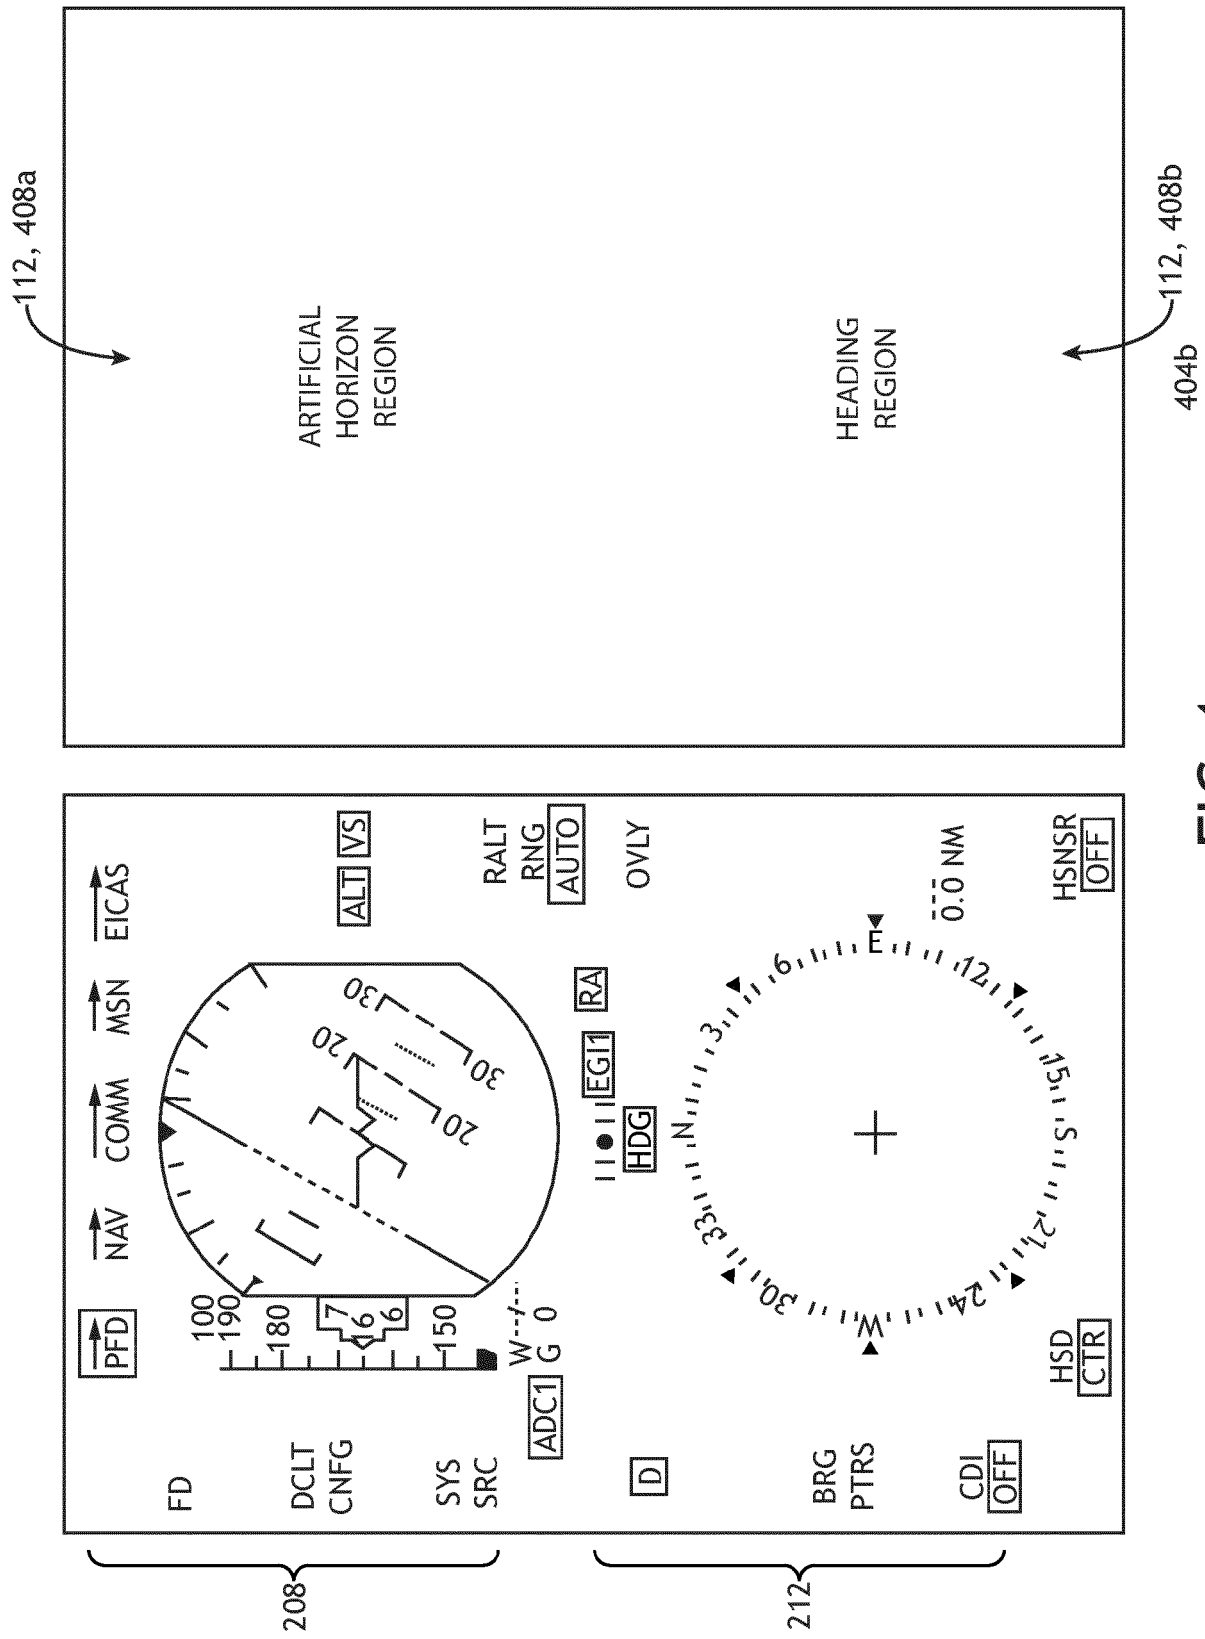 PFD NAV COMM MSN EICAS
FD
100
190
180
7
16
6
150
DCLT
CNFG
SYS
SRC
W--/--
G 0
ADC1
20 30
20 30
ALT VS
RALT
RNG
AUTO
EGI1 RA
HDG
D
OVLY
N
33 3
30 6
W E
24 12
21 15
S
BRG
PTRS
---
0.0 NM
CDI
OFF
HSD
CTR
HSNSR
OFF
208
212
112, 408a
ARTIFICIAL
HORIZON
REGION
HEADING
REGION
112, 408b
404b